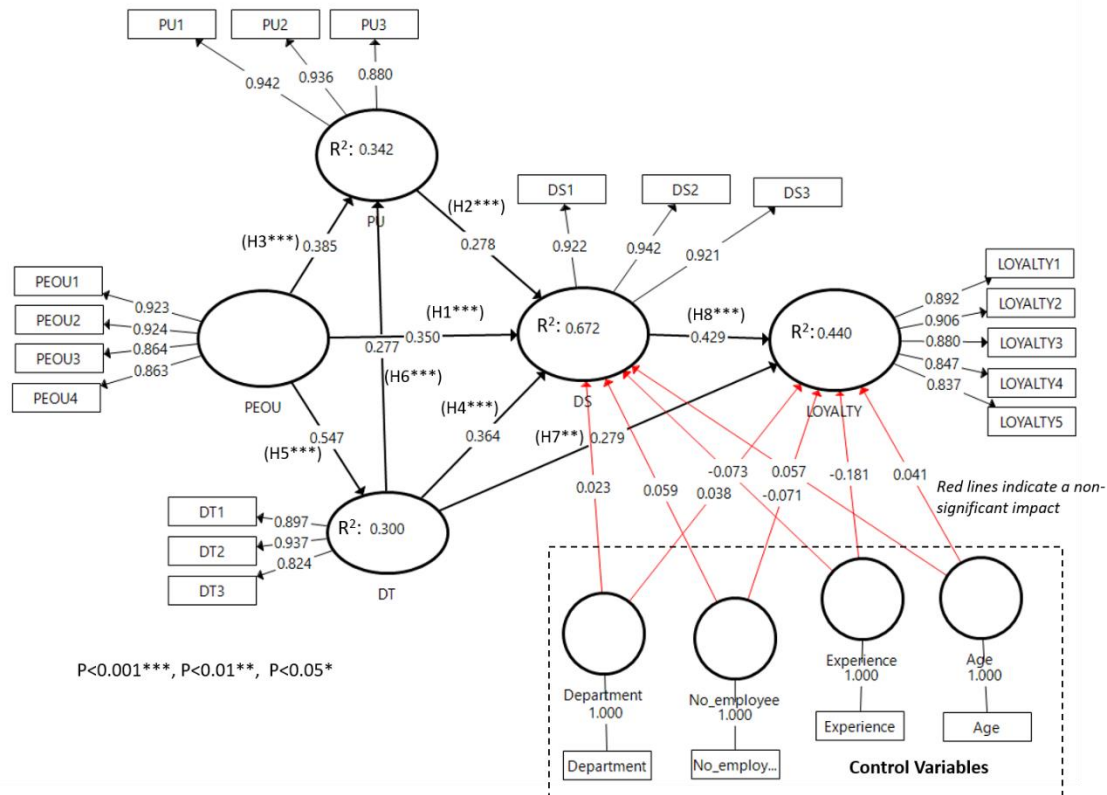 PU1
PU2
PU3
0.942
0.936
0.880
R²: 0.342
PU
(H3***)
0.385
(H2***)
0.278
DS1
DS2
DS3
0.922
0.942
0.921
PEOU1
PEOU2
PEOU3
PEOU4
0.923
0.924
0.864
0.863
PEOU
(H1***)
0.350
0.277
(H6***)
R²: 0.672
DS
(H8***)
0.429
R²: 0.440
LOYALTY
0.892
0.906
0.880
0.847
0.837
LOYALTY1
LOYALTY2
LOYALTY3
LOYALTY4
LOYALTY5
0.547
(H5***)
(H4***)
0.364
(H7**)
0.279
DT1
DT2
DT3
0.897
0.937
0.824
R²: 0.300
DT
0.023
0.059
-0.073
0.038
0.057
-0.071
-0.181
0.041
Red lines indicate a non-
significant impact
P<0.001***, P<0.01**, P<0.05*
Department
1.000
Department
No_employee
1.000
No_employ...
Experience
1.000
Experience
Age
1.000
Age
Control Variables